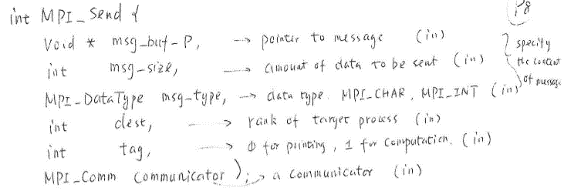 P8
int MPI_Send {
Void * msg_buf_P, → pointer to message (in)
int msg_size, → amount of data to be sent (in)
MPI_DataType msg_type, → data type. MPI_CHAR, MPI_INT (in)
specify
the content
of message
int dest, → rank of target process (in)
int tag, → 0 for printing, 1 for computation. (in)
MPI_Comm communicator ); → a communicator (in)